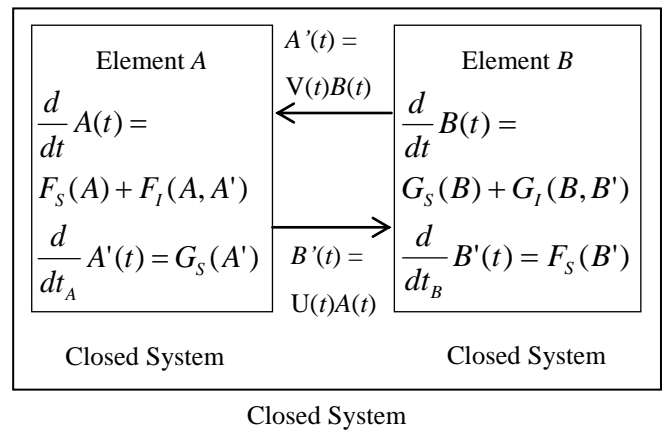 Element A
d/dt A(t) =
F_S(A) + F_I(A, A')
d/dt_A A'(t) = G_S(A')
Closed System
A’(t) =
V(t)B(t)
B’(t) =
U(t)A(t)
Element B
d/dt B(t) =
G_S(B) + G_I(B, B')
d/dt_B B'(t) = F_S(B')
Closed System
Closed System